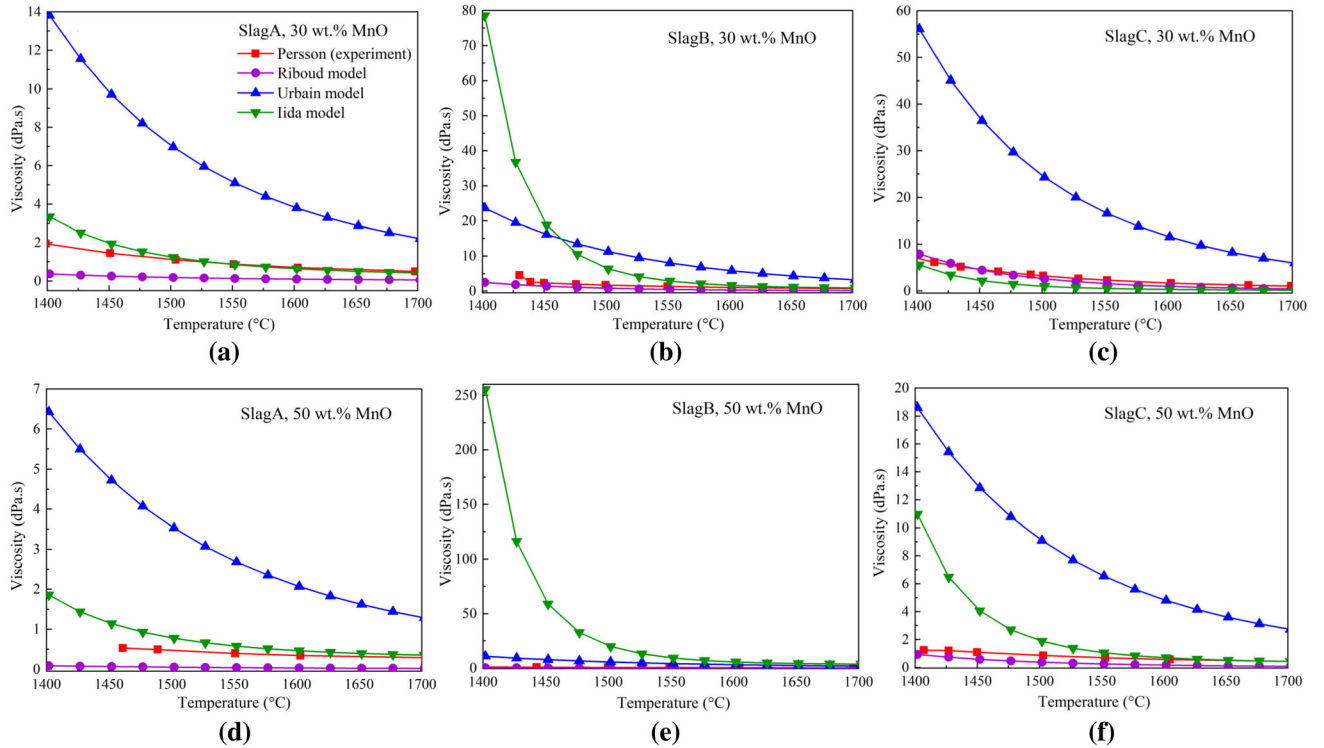 14
12
10
8
6
4
2
0
Viscosity (dPa.s)
SlagA, 30 wt.% MnO
Persson (experiment)
Riboud model
Urbain model
Iida model
1400 1450 1500 1550 1600 1650 1700
Temperature (°C)
(a)
80
70
60
50
40
30
20
10
0
Viscosity (dPa.s)
SlagB, 30 wt.% MnO
1400 1450 1500 1550 1600 1650 1700
Temperature (°C)
(b)
60
50
40
30
20
10
0
Viscosity (dPa.s)
SlagC, 30 wt.% MnO
1400 1450 1500 1550 1600 1650 1700
Temperature (°C)
(c)
7
6
5
4
3
2
1
0
Viscosity (dPa.s)
SlagA, 50 wt.% MnO
1400 1450 1500 1550 1600 1650 1700
Temperature (°C)
(d)
250
200
150
100
50
0
Viscosity (dPa.s)
SlagB, 50 wt.% MnO
1400 1450 1500 1550 1600 1650 1700
Temperature (°C)
(e)
20
18
16
14
12
10
8
6
4
2
0
Viscosity (dPa.s)
SlagC, 50 wt.% MnO
1400 1450 1500 1550 1600 1650 1700
Temperature (°C)
(f)